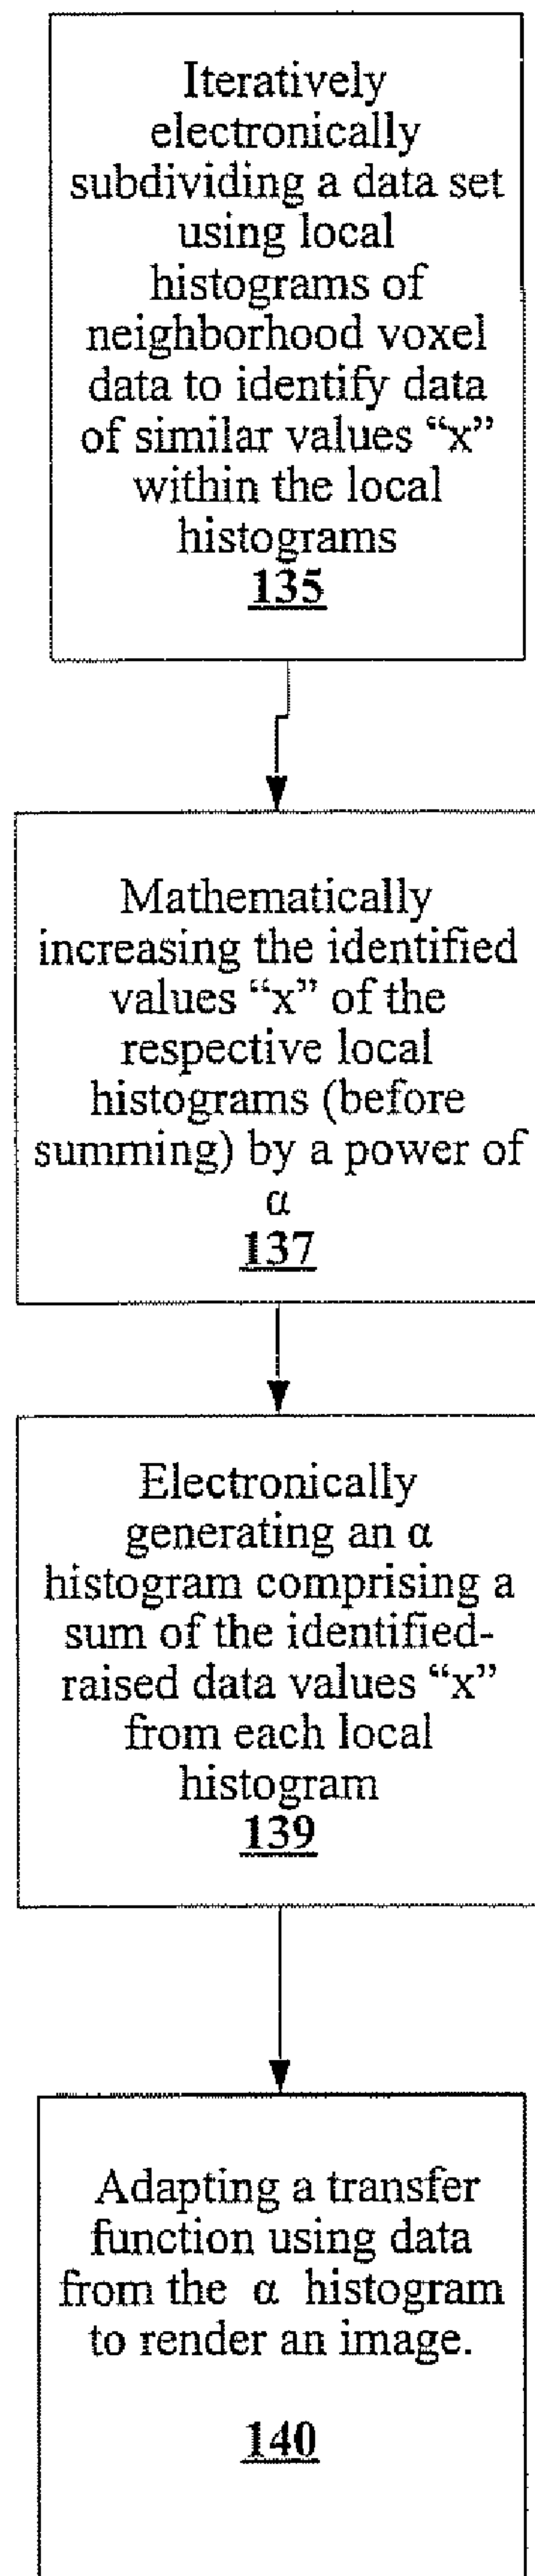 Iteratively
electronically
subdividing a data set
using local
histograms of
neighborhood voxel
data to identify data
of similar values “x”
within the local
histograms
135
Mathematically
increasing the identified
values “x” of the
respective local
histograms (before
summing) by a power of
α
137
Electronically
generating an α
histogram comprising a
sum of the identified-
raised data values “x”
from each local
histogram
139
Adapting a transfer
function using data
from the α histogram
to render an image.
140